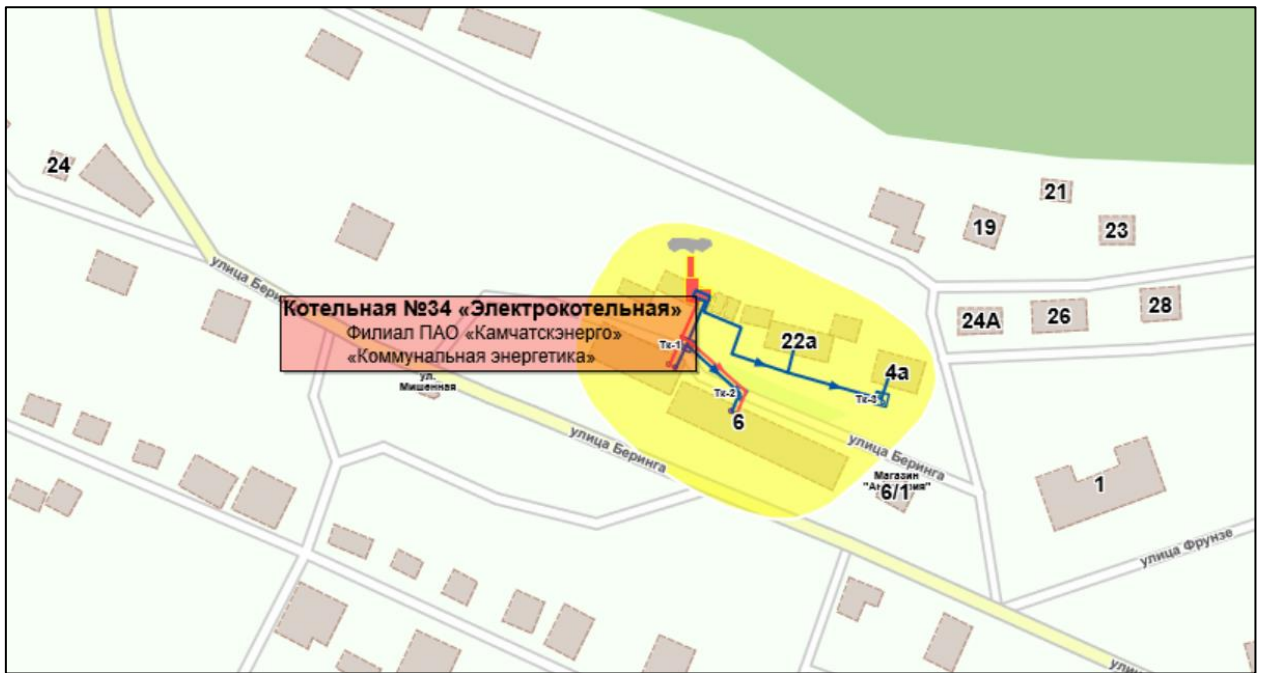 24
21
19
23
улица Беринга
Котельная №34 «Электрокотельная»
Филиал ПАО «Камчатскэнерго»
«Коммунальная энергетика»
28
26
24А
22а
Тк-1
4а
ул.
Мишенная
Тк-2
Тк-3
6
улица Беринга
улица Беринга
Магазин
6/1
1
улица Фрунзе